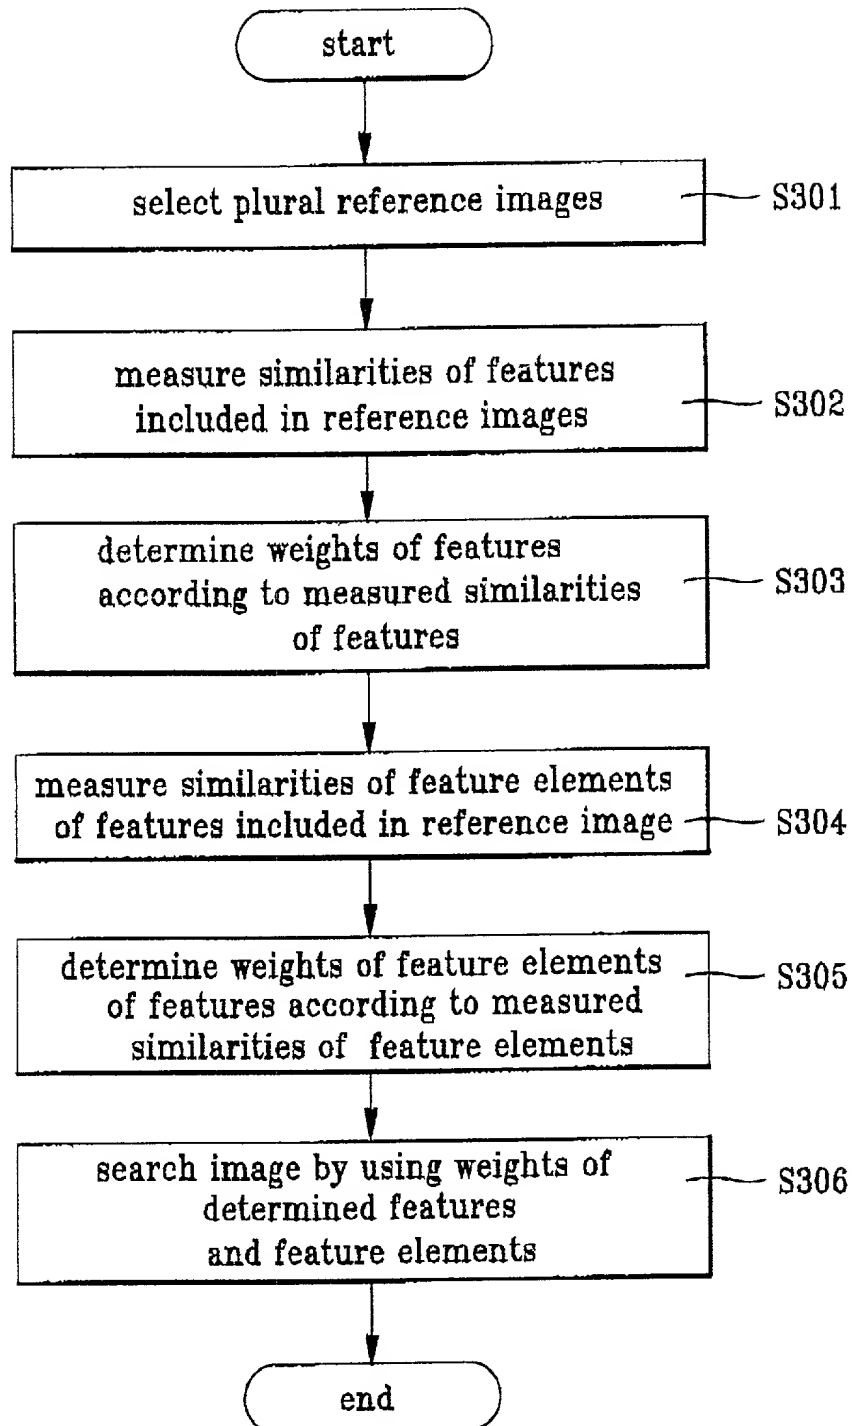 start
select plural reference images
S301
measure similarities of features
included in reference images
S302
determine weights of features
according to measured similarities
of features
S303
measure similarities of feature elements
of features included in reference image
S304
determine weights of feature elements
of features according to measured
similarities of feature elements
S305
search image by using weights of
determined features
and feature elements
S306
end